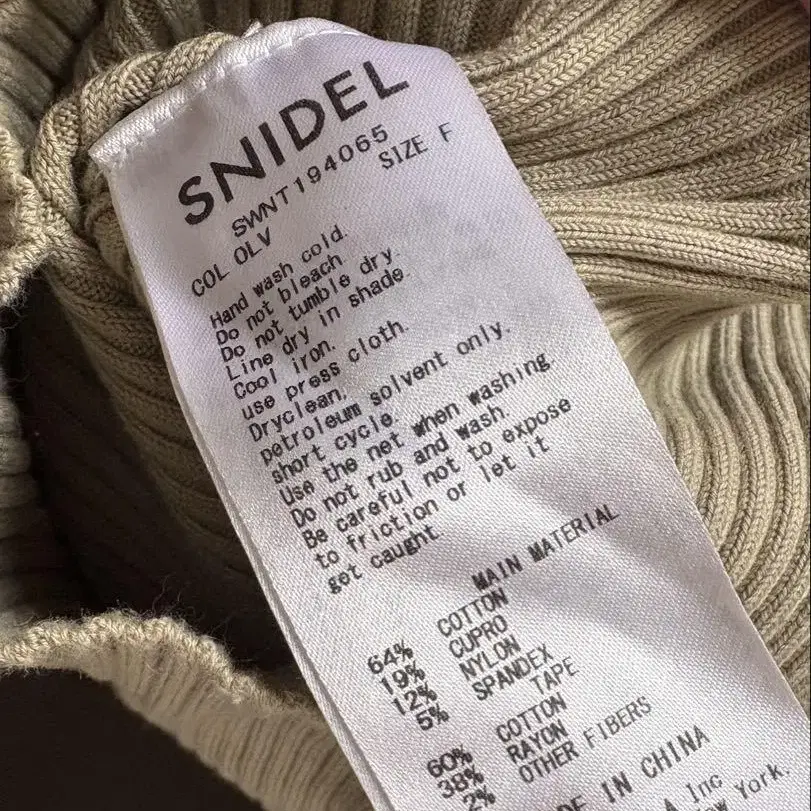 SNIDEL
SWNT194065
SIZE F
COL OLV
Hand wash cold.
Do not bleach.
Do not tumble dry.
Line dry in shade.
Cool iron.
use press cloth.
Dryclean,
petroleum solvent only.
short cycle.
Use the net when washing.
Do not rub and wash.
Be careful not to expose
to friction or let it
get caught.
MAIN MATERIAL
64% COTTON
19% CUPRO
12% NYLON
5% SPANDEX
TAPE
60% COTTON
38% RAYON
2% OTHER FIBERS
IN CHINA
Inc
York.